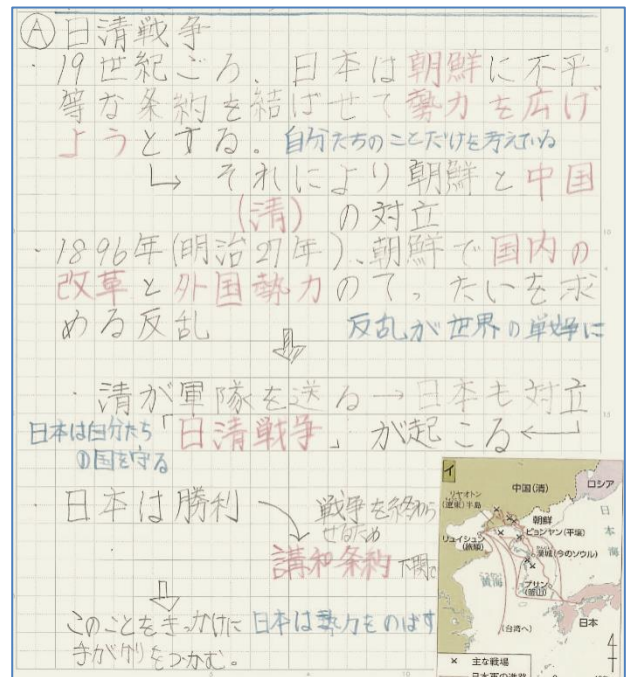 Ⓐ日清戦争
・19世紀ごろ、日本は朝鮮に不平
等な条約を結ばせて勢力を広げ
ようとする。 自分たちのことだけを考えている
↳ それにより朝鮮と中国
(清) の対立
・1896年(明治27年)、朝鮮で国内の
改革と外国勢力のてったいを求
める反乱 反乱が世界の戦争に
⇩
・清が軍隊を送る→日本も対立
日本は自分たちの国を守る
「日清戦争」が起こる←
日本は勝利
戦争を終わらせるため
講和条約 下関で
⇩
このことをきっかけに日本は勢力をのばす
きがかりをつかむ。
イ
中国(清)
ロシア
リヤオトン
(遼東)半島
朝鮮
日本海
ピョンヤン(平壌)
リュイシュン
(旅順)
漢城(今のソウル)
黄海
プサン
(釜山)
日本
(台湾へ)
× 主な戦場
日本軍の進路